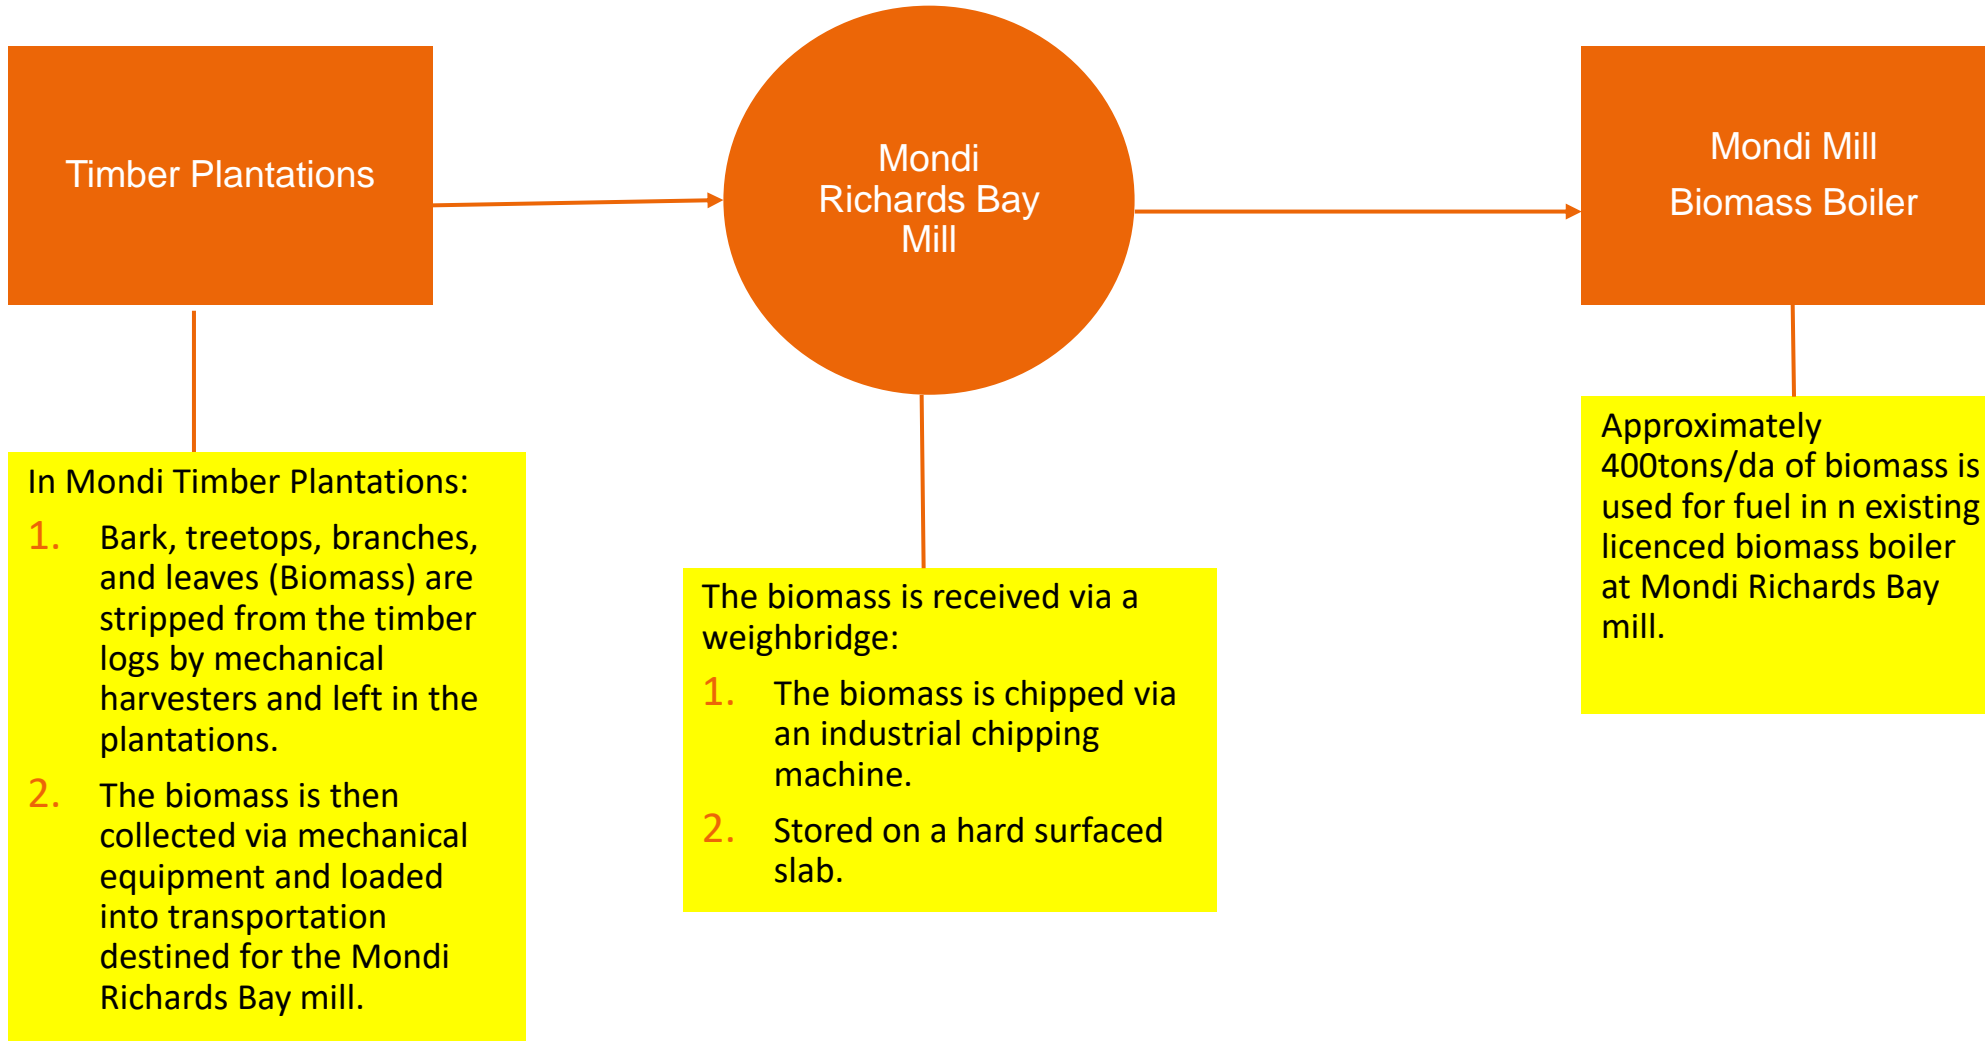 Timber Plantations
Mondi
Richards Bay
Mill
Mondi Mill
Biomass Boiler
In Mondi Timber Plantations:
1. Bark, treetops, branches,
and leaves (Biomass) are
stripped from the timber
logs by mechanical
harvesters and left in the
plantations.
2. The biomass is then
collected via mechanical
equipment and loaded
into transportation
destined for the Mondi
Richards Bay mill.
The biomass is received via a
weighbridge:
1. The biomass is chipped via
an industrial chipping
machine.
2. Stored on a hard surfaced
slab.
Approximately
400tons/da of biomass is
used for fuel in n existing
licenced biomass boiler
at Mondi Richards Bay
mill.